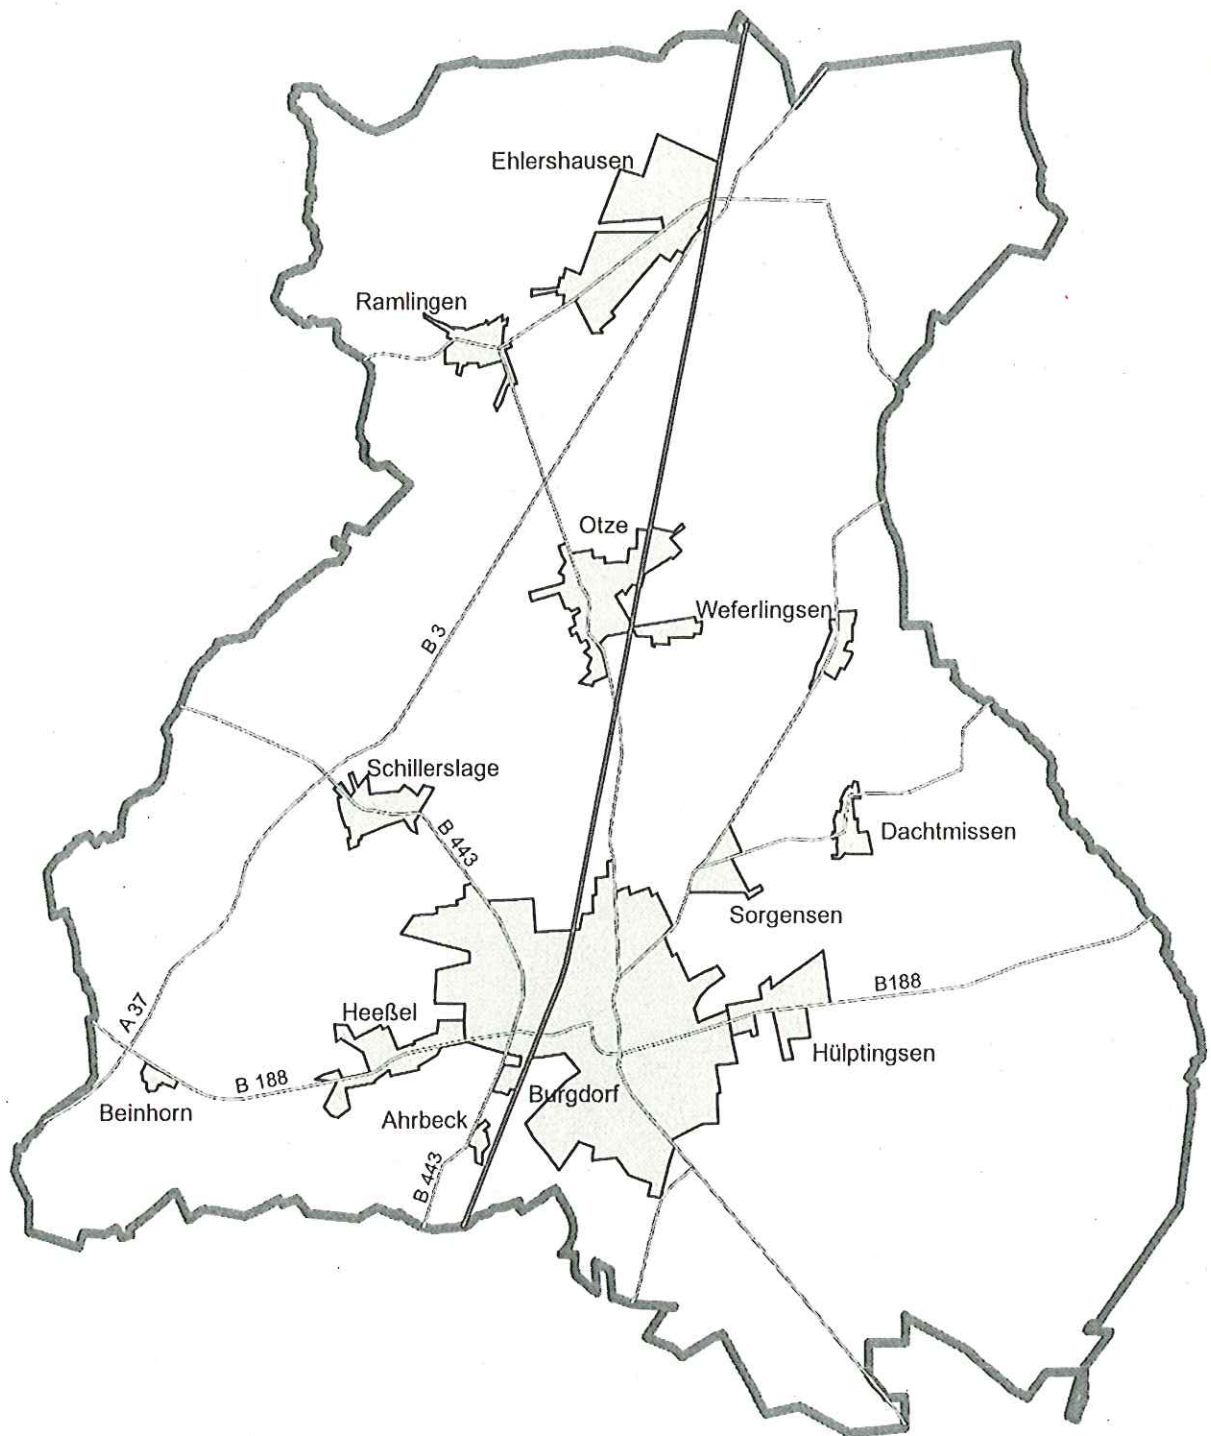 Ehlershausen
Ramlingen
Otze
Weferlingsen
B 3
Schillerslage
B 443
Dachtmissen
Sorgensen
B188
A 37
Heeßel
Hülptingsen
B 188
Burgdorf
Beinhorn
Ahrbeck
B 443